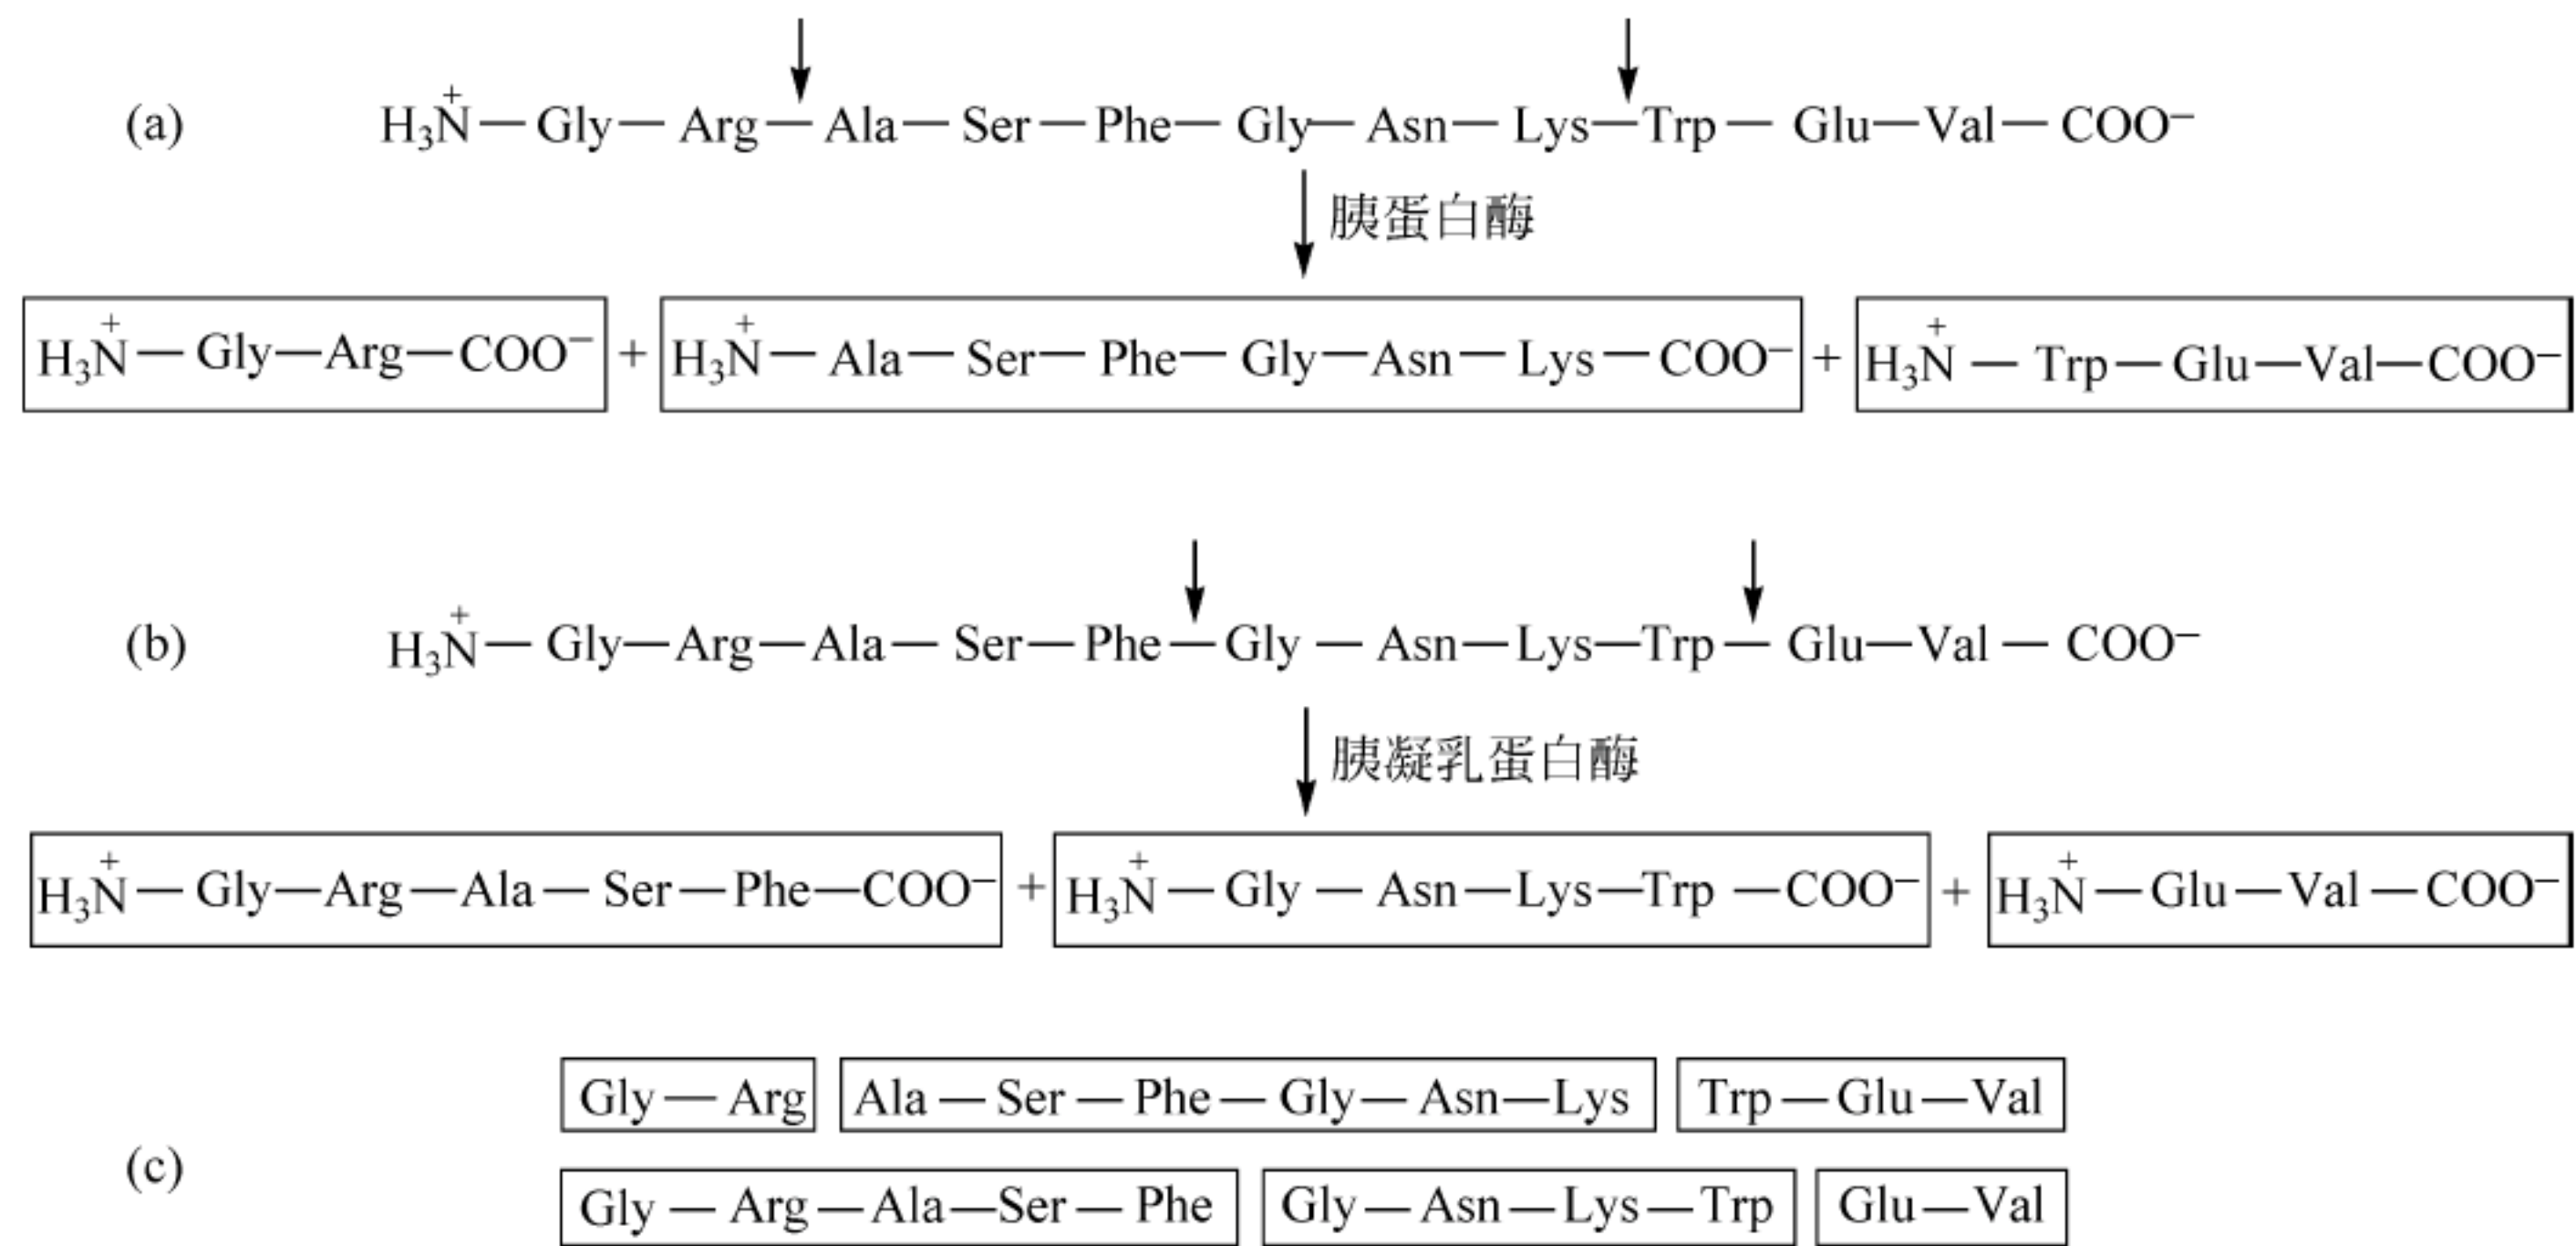 (a) H₃N⁺—Gly—Arg—Ala—Ser—Phe—Gly—Asn—Lys—Trp—Glu—Val—COO⁻
胰蛋白酶
H₃N⁺—Gly—Arg—COO⁻ + H₃N⁺—Ala—Ser—Phe—Gly—Asn—Lys—COO⁻ + H₃N⁺—Trp—Glu—Val—COO⁻
(b) H₃N⁺—Gly—Arg—Ala—Ser—Phe—Gly—Asn—Lys—Trp—Glu—Val—COO⁻
胰凝乳蛋白酶
H₃N⁺—Gly—Arg—Ala—Ser—Phe—COO⁻ + H₃N⁺—Gly—Asn—Lys—Trp—COO⁻ + H₃N⁺—Glu—Val—COO⁻
Gly—Arg Ala—Ser—Phe—Gly—Asn—Lys Trp—Glu—Val
(c)
Gly—Arg—Ala—Ser—Phe Gly—Asn—Lys—Trp Glu—Val